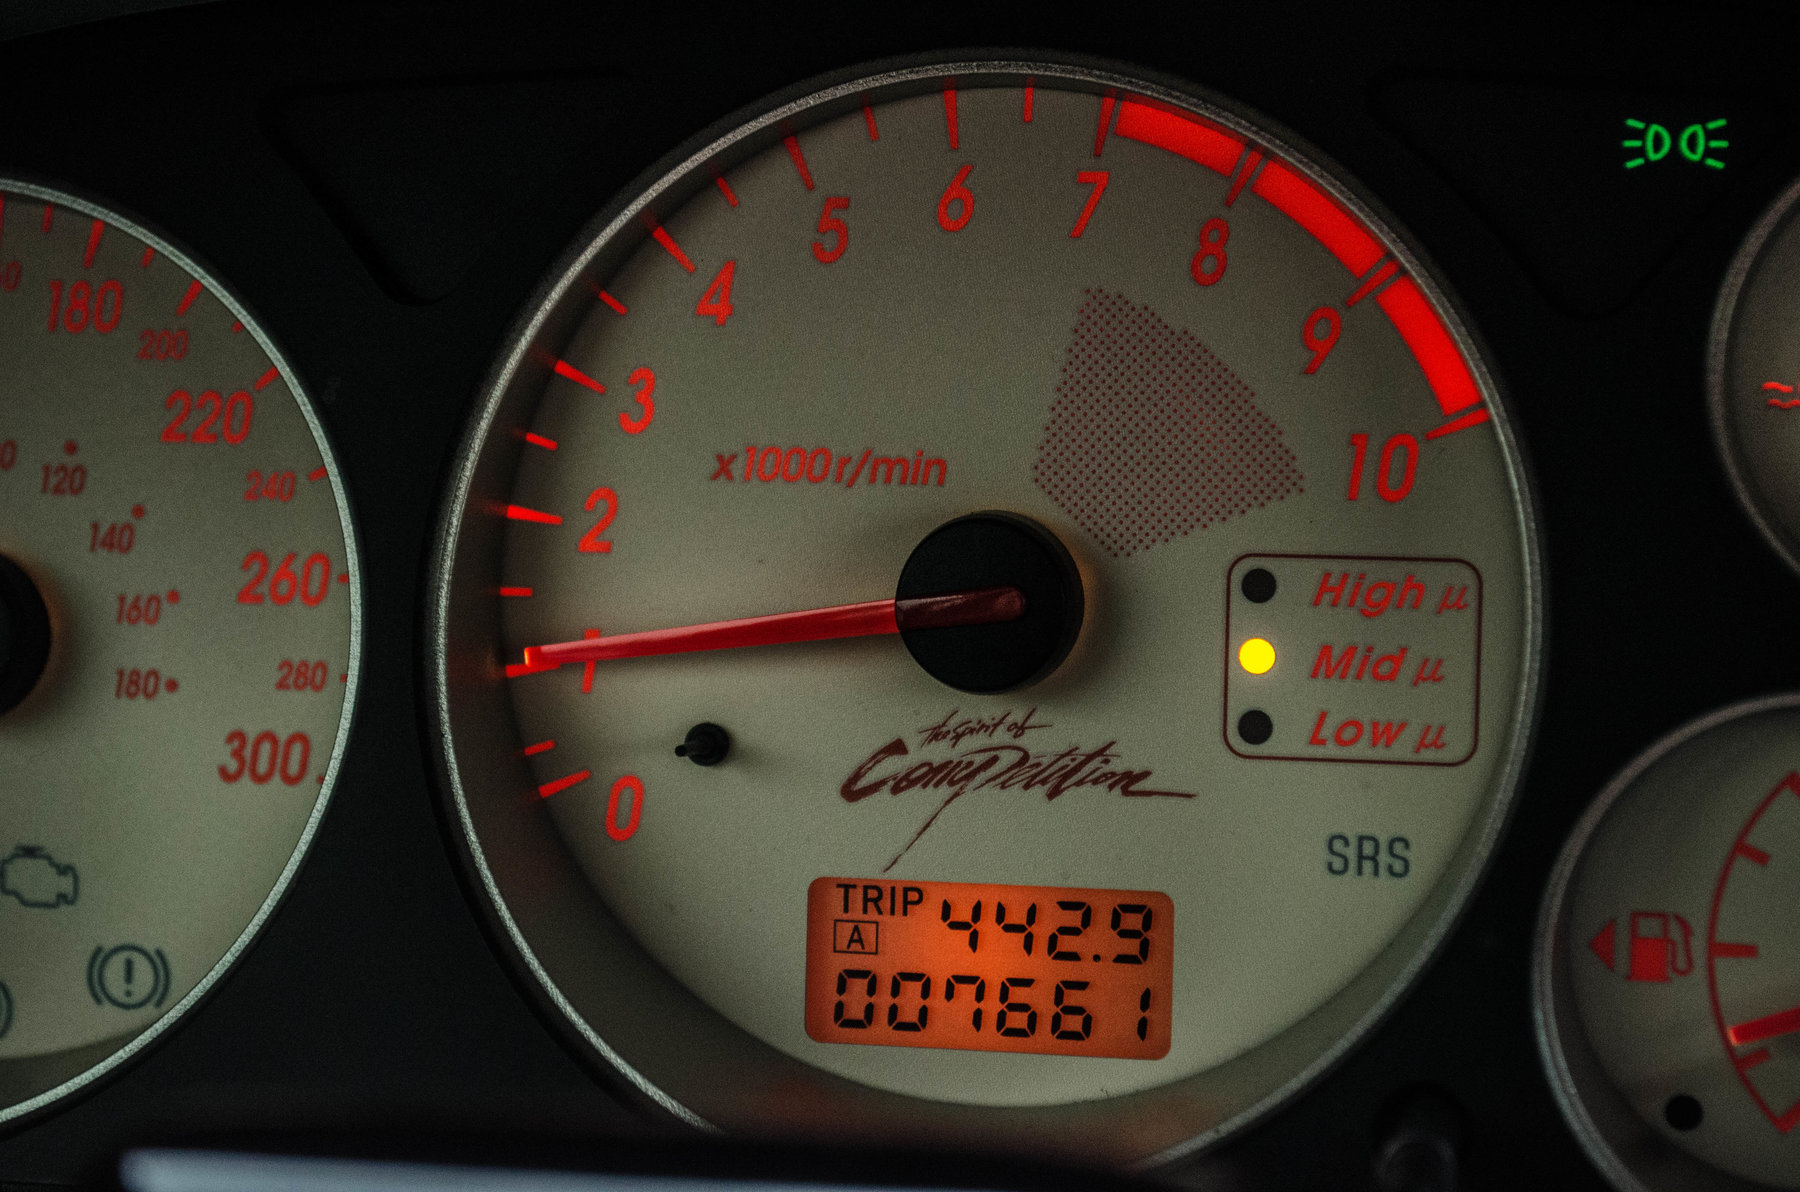 180
200
220
120
240
140
260
160
180
280
300
0
1
2
3
4
5
6
7
8
9
10
x1000r/min
High μ
Mid μ
Low μ
the spirit of
Competition
SRS
TRIP 442.9
A
007661